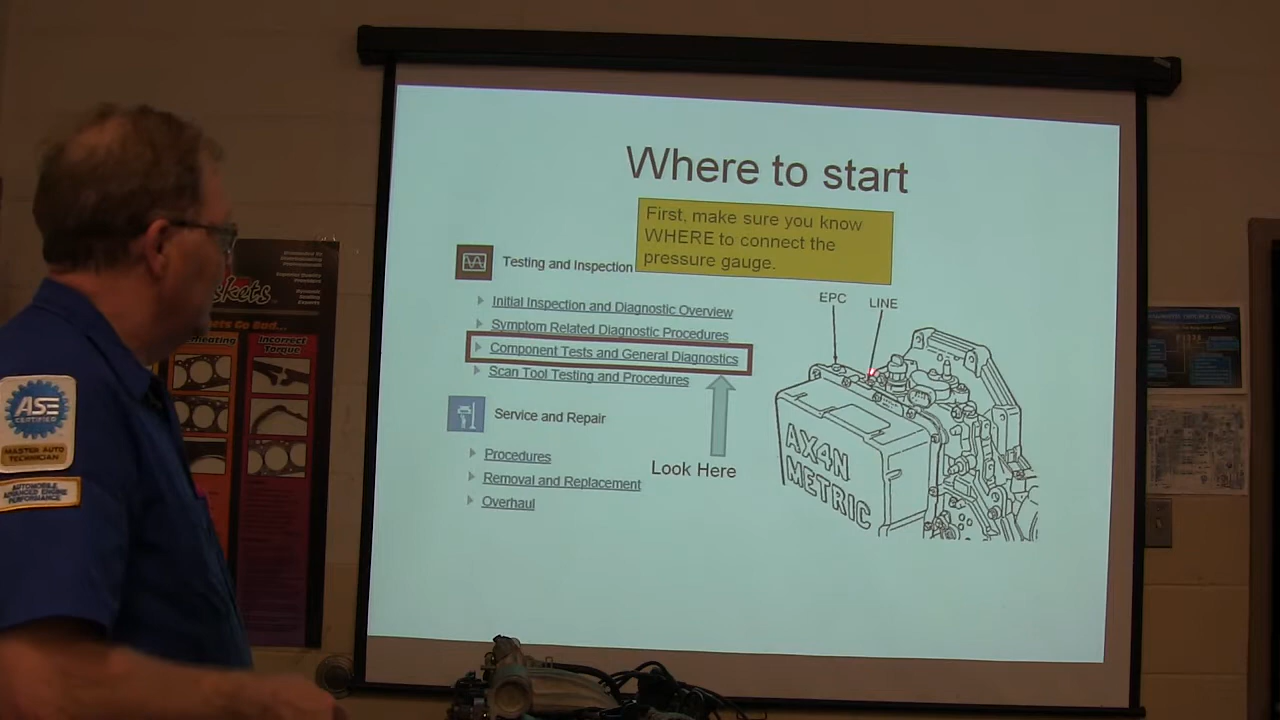 Where to start
First, make sure you know
WHERE to connect the
pressure gauge.
Testing and Inspection
Initial Inspection and Diagnostic Overview
Symptom Related Diagnostic Procedures
Component Tests and General Diagnostics
Scan Tool Testing and Procedures
Service and Repair
Procedures
Removal and Replacement
Overhaul
Look Here
EPC
LINE
AX4N
METRIC
ASE
CERTIFIED
MASTER AUTO
TECHNICIAN
AUTOMOBILE
ADVANCED ENGINE
PERFORMANCE
Incorrect
Torque